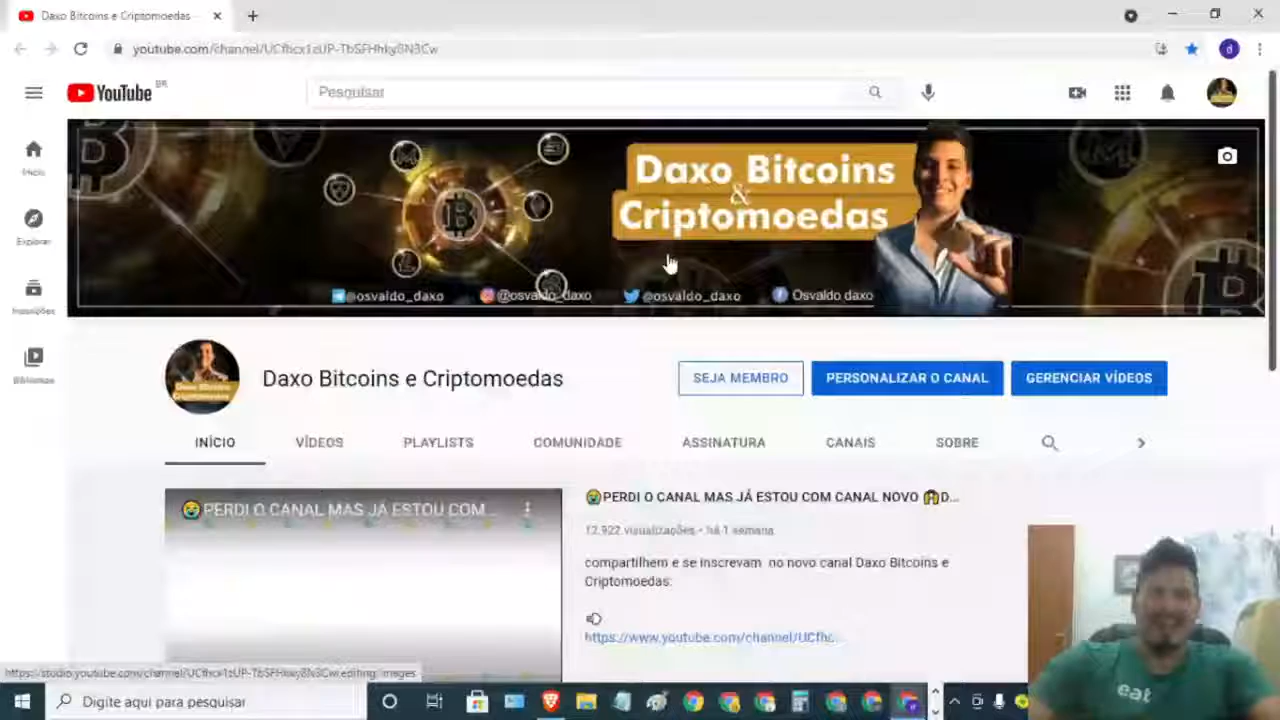 Daxo Bitcoins e Criptomoedas
youtube.com/channel/
YouTube BR
Pesquisar
Início
Explorar
Inscrições
Biblioteca
Daxo Bitcoins
&
Criptomoedas
@osvaldo_daxo
@osvaldo_daxo
@osvaldo_daxo
Osvaldo daxo
Daxo Bitcoins e Criptomoedas
SEJA MEMBRO
PERSONALIZAR O CANAL
GERENCIAR VÍDEOS
INÍCIO
VÍDEOS
PLAYLISTS
COMUNIDADE
ASSINATURA
CANAIS
SOBRE
😭PERDI O CANAL MAS JÁ ESTOU COM...
😭PERDI O CANAL MAS JÁ ESTOU COM CANAL NOVO 😱D...
12.922 visualizações • há 1 semana
compartilhem e se inscrevam no novo canal Daxo Bitcoins e
Criptomoedas:
https://www.youtube.com/channel/UCfhc...
Digite aqui para pesquisar
eat